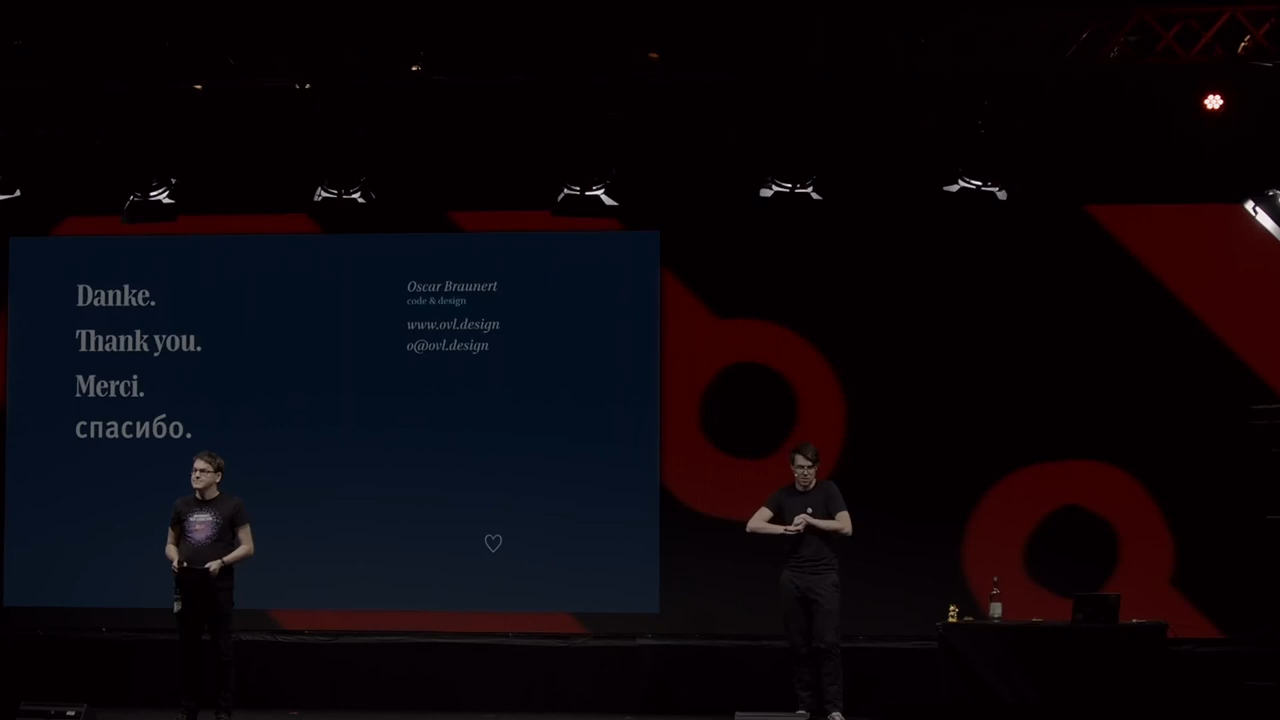 Danke.
Thank you.
Merci.
спасибо.
Oscar Braunert
code & design
www.ovl.design
o@ovl.design